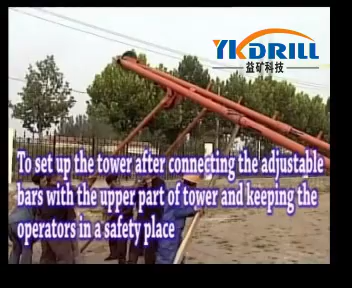 YKDRILL
益矿科技
To set up the tower after connecting the adjustable
bars with the upper part of tower and keeping the
operators in a safety place